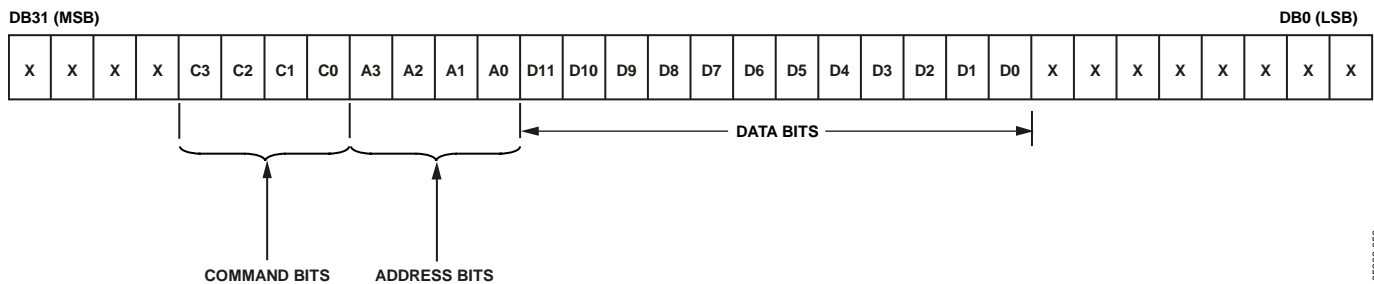 DB31 (MSB) DB0 (LSB)
X X X X C3 C2 C1 C0 A3 A2 A1 A0 D11 D10 D9 D8 D7 D6 D5 D4 D3 D2 D1 D0 X X X X X X X X
DATA BITS
COMMAND BITS ADDRESS BITS